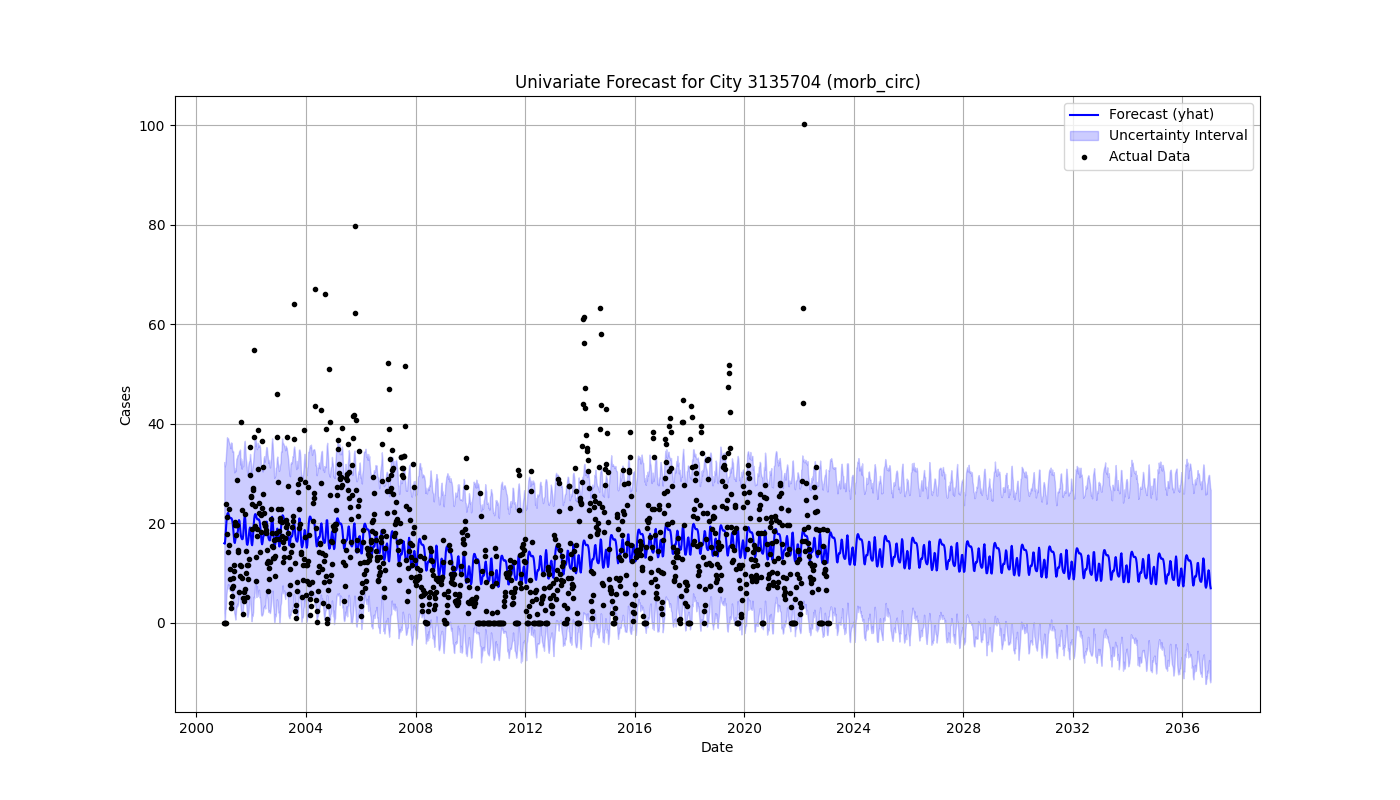 Univariate Forecast for City 3135704 (morb_circ)
Forecast (yhat)
Uncertainty Interval
Actual Data
Cases
100
80
60
40
20
0
2000 2004 2008 2012 2016 2020 2024 2028 2032 2036
Date